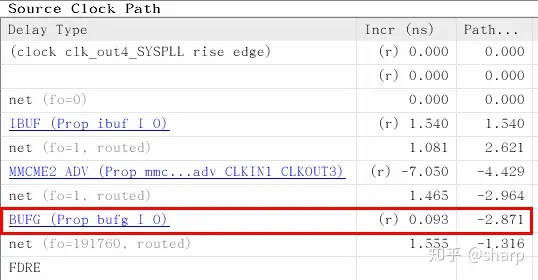 Source Clock Path
Delay Type Incr (ns) Path...
(clock clk_out4_SYSPLL rise edge) (r) 0.000 0.000
(r) 0.000 0.000
net (fo=0) 0.000 0.000
IBUF (Prop ibuf I O) (r) 1.540 1.540
net (fo=1, routed) 1.081 2.621
MMCME2 ADV (Prop mmc...adv CLKIN1 CLKOUT3) (r) -7.050 -4.429
net (fo=1, routed) 1.465 -2.964
BUFG (Prop bufg I O) (r) 0.093 -2.871
net (fo=191760, routed) 1.555 -1.316
FDRE
知乎 @sharp